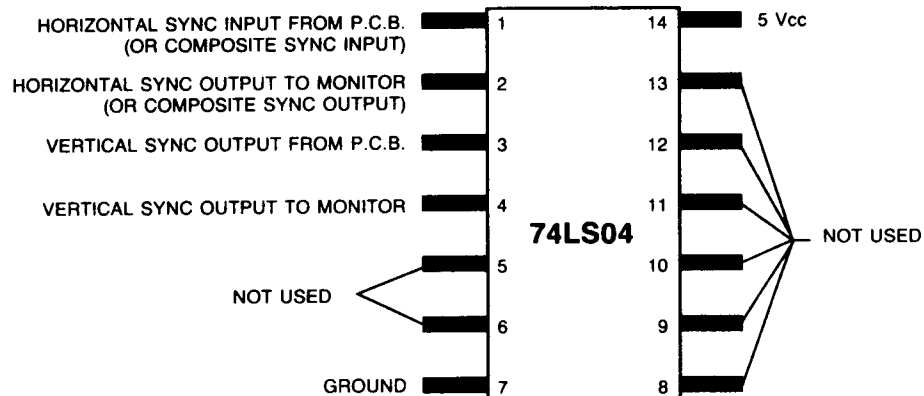 HORIZONTAL SYNC INPUT FROM P.C.B.
(OR COMPOSITE SYNC INPUT)
1
14
5 Vcc
HORIZONTAL SYNC OUTPUT TO MONITOR
(OR COMPOSITE SYNC OUTPUT)
2
13
VERTICAL SYNC OUTPUT FROM P.C.B.
3
12
VERTICAL SYNC OUTPUT TO MONITOR
4
11
74LS04
NOT USED
5
10
NOT USED
6
9
GROUND
7
8